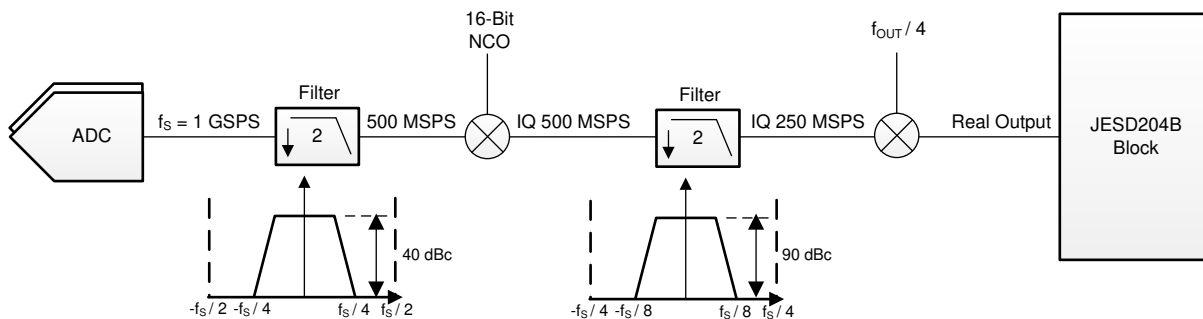 16-Bit
NCO
f_OUT / 4
ADC
f_S = 1 GSPS
Filter
2
500 MSPS
IQ 500 MSPS
Filter
2
IQ 250 MSPS
Real Output
JESD204B
Block
40 dBc
-f_S / 2
-f_S / 4
f_S / 4
f_S / 2
90 dBc
-f_S / 4
-f_S / 8
f_S / 8
f_S / 4